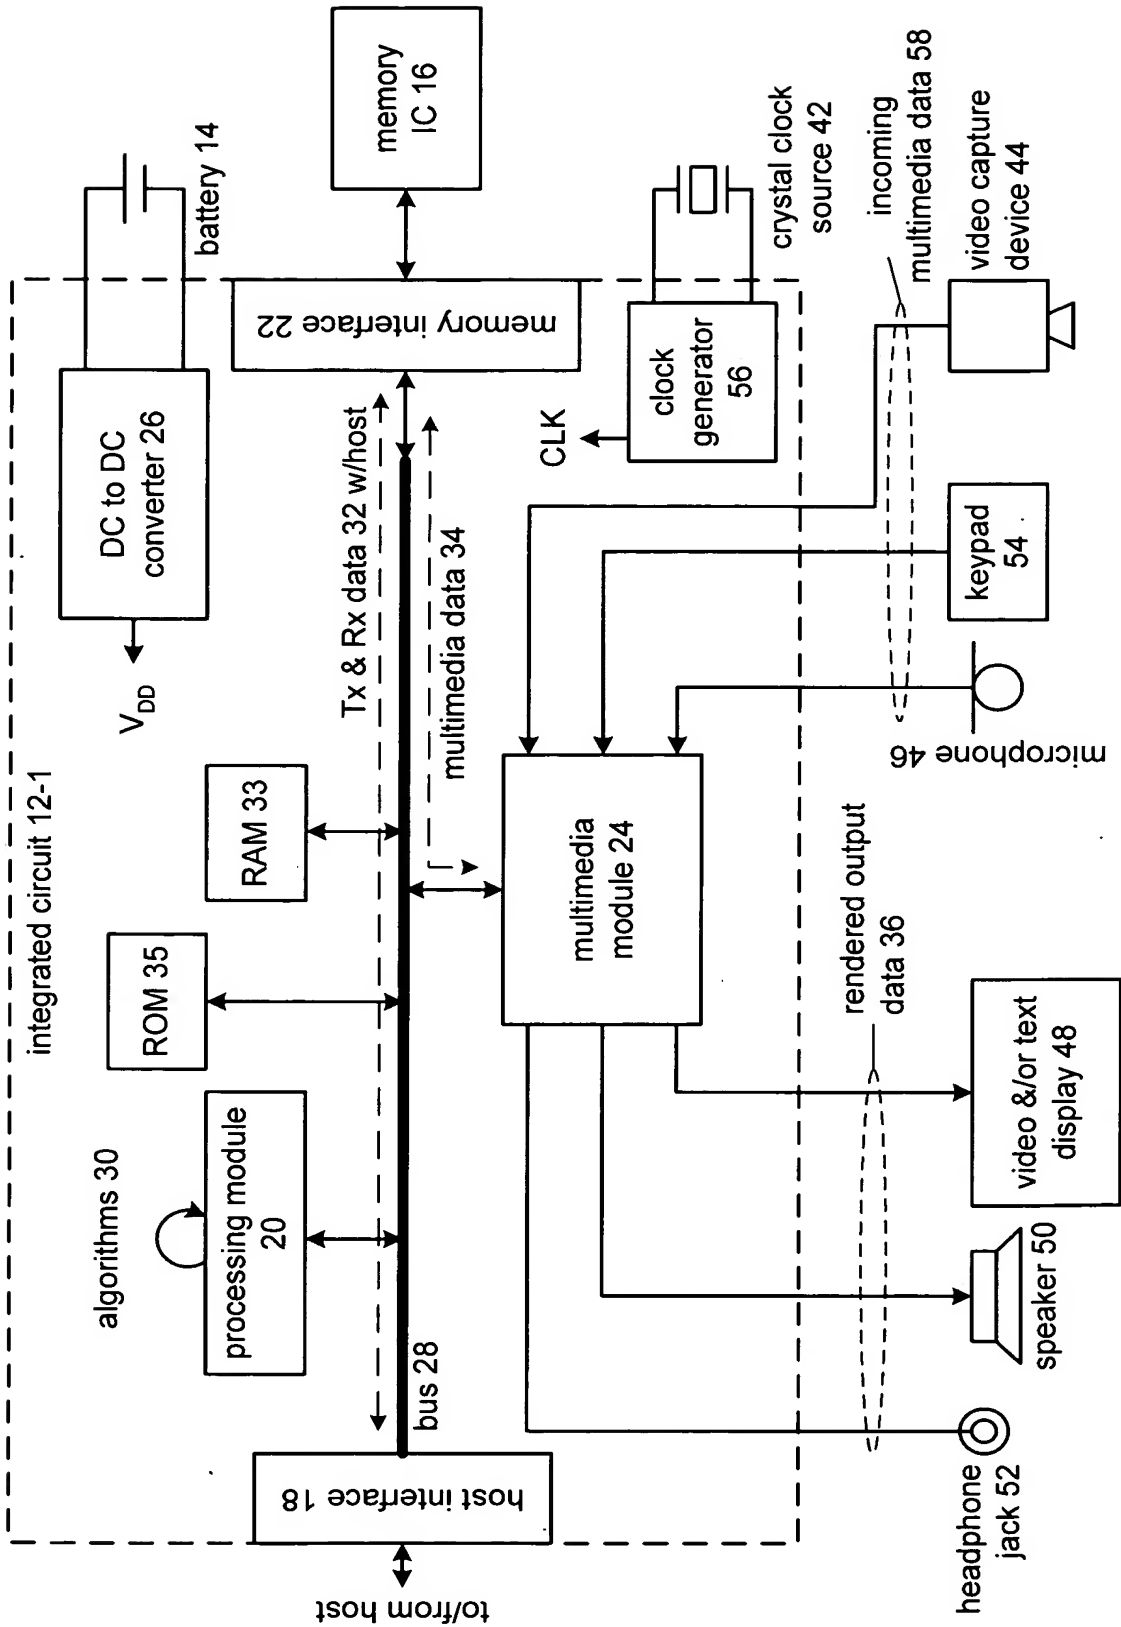 integrated circuit 12-1
DC to DC
converter 26
battery 14
V_DD
algorithms 30
processing module
20
ROM 35
RAM 33
memory
IC 16
memory interface 22
Tx & Rx data 32 w/host
multimedia data 34
bus 28
host interface 18
to/from host
CLK
clock
generator
56
crystal clock
source 42
multimedia
module 24
incoming
multimedia data 58
rendered output
data 36
headphone
jack 52
speaker 50
video &/or text
display 48
microphone 46
keypad
54
video capture
device 44